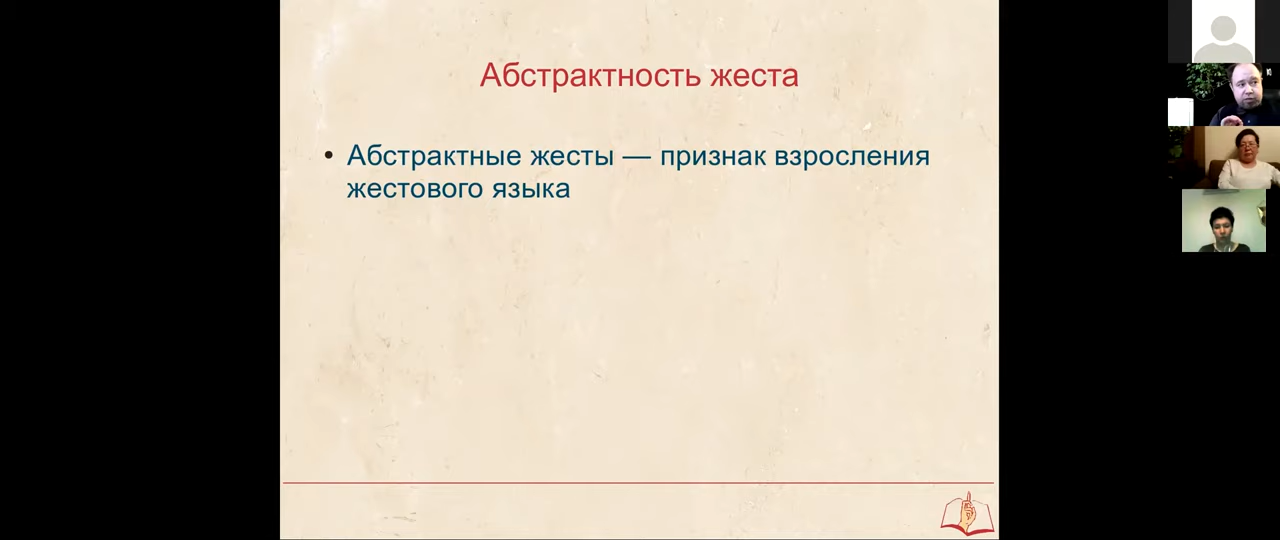 Абстрактность жеста
• Абстрактные жесты — признак взросления
жестового языка